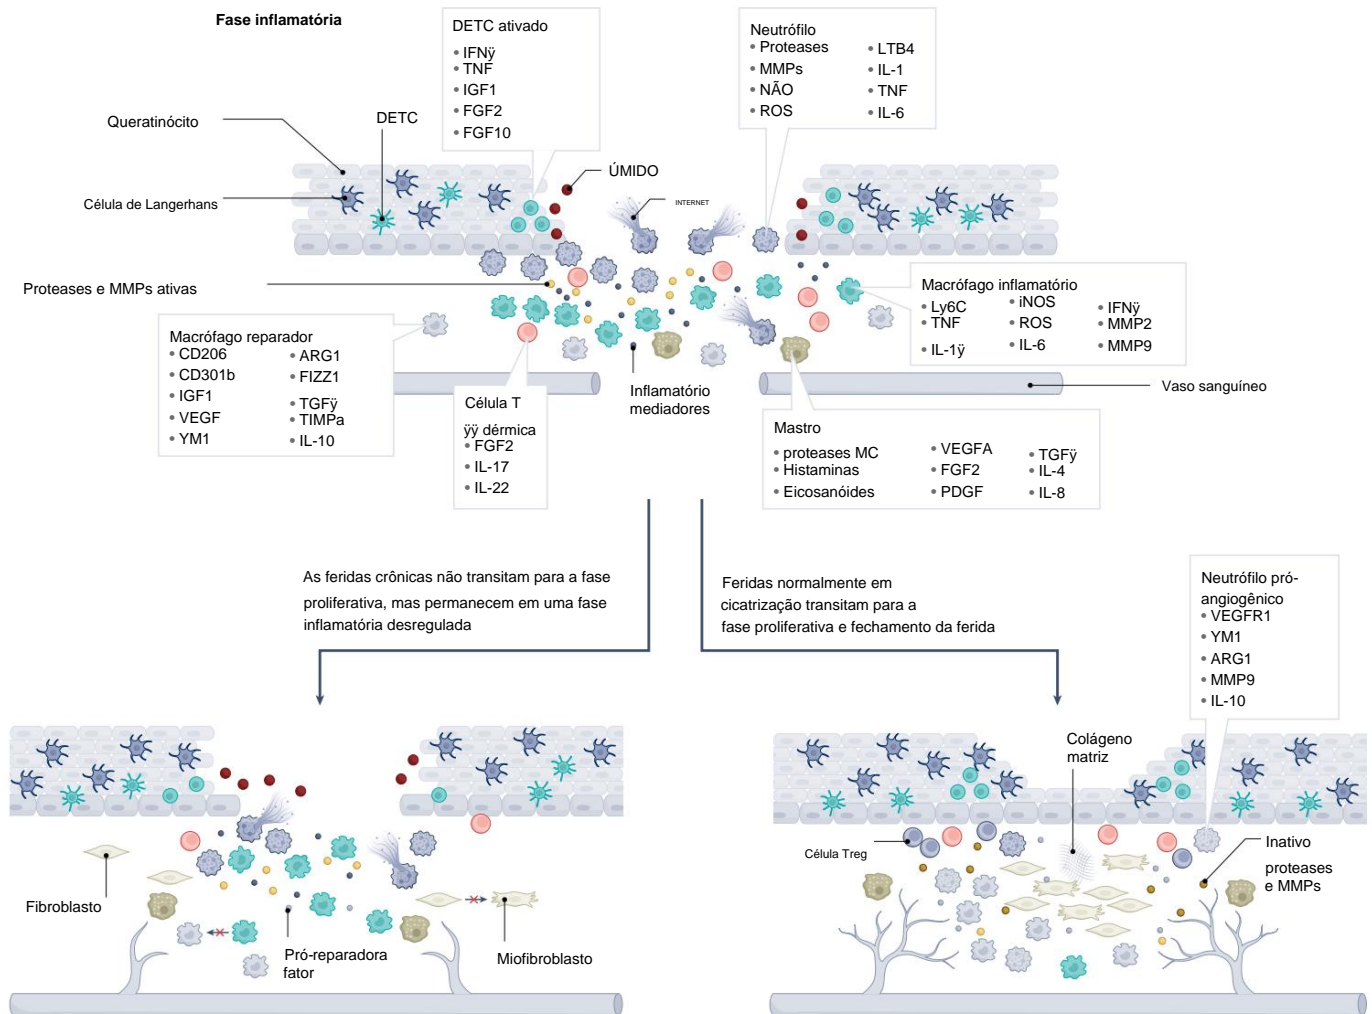 Fase inflamatória
DETC ativado
• IFNÿ
• TNF
• IGF1
• FGF2
• FGF10
Neutrófilo
• Proteases
• MMPs
• NÃO
• ROS
• LTB4
• IL-1
• TNF
• IL-6
Queratinócito
DETC
ÚMIDO
INTERNET
Célula de Langerhans
Proteases e MMPs ativas
Macrófago inflamatório
• Ly6C
• TNF
• IL-1ÿ
• iNOS
• ROS
• IL-6
• IFNÿ
• MMP2
• MMP9
Macrófago reparador
• CD206
• CD301b
• IGF1
• VEGF
• YM1
• ARG1
• FIZZ1
• TGFÿ
• TIMPa
• IL-10
Célula T
ÿÿ dérmica
• FGF2
• IL-17
• IL-22
Inflamatório
mediadores
Vaso sanguíneo
Mastro
• proteases MC
• Histaminas
• Eicosanóides
• VEGFA
• FGF2
• PDGF
• TGFÿ
• IL-4
• IL-8
As feridas crônicas não transitam para a fase
proliferativa, mas permanecem em uma fase
inflamatória desregulada
Feridas normalmente em
cicatrização transitam para a
fase proliferativa e fechamento da ferida
Neutrófilo pró-
angiogênico
• VEGFR1
• YM1
• ARG1
• MMP9
• IL-10
Colágeno
matriz
Célula Treg
Inativo
proteases
e MMPs
Fibroblasto
Pró-reparadora
fator
Miofibroblasto